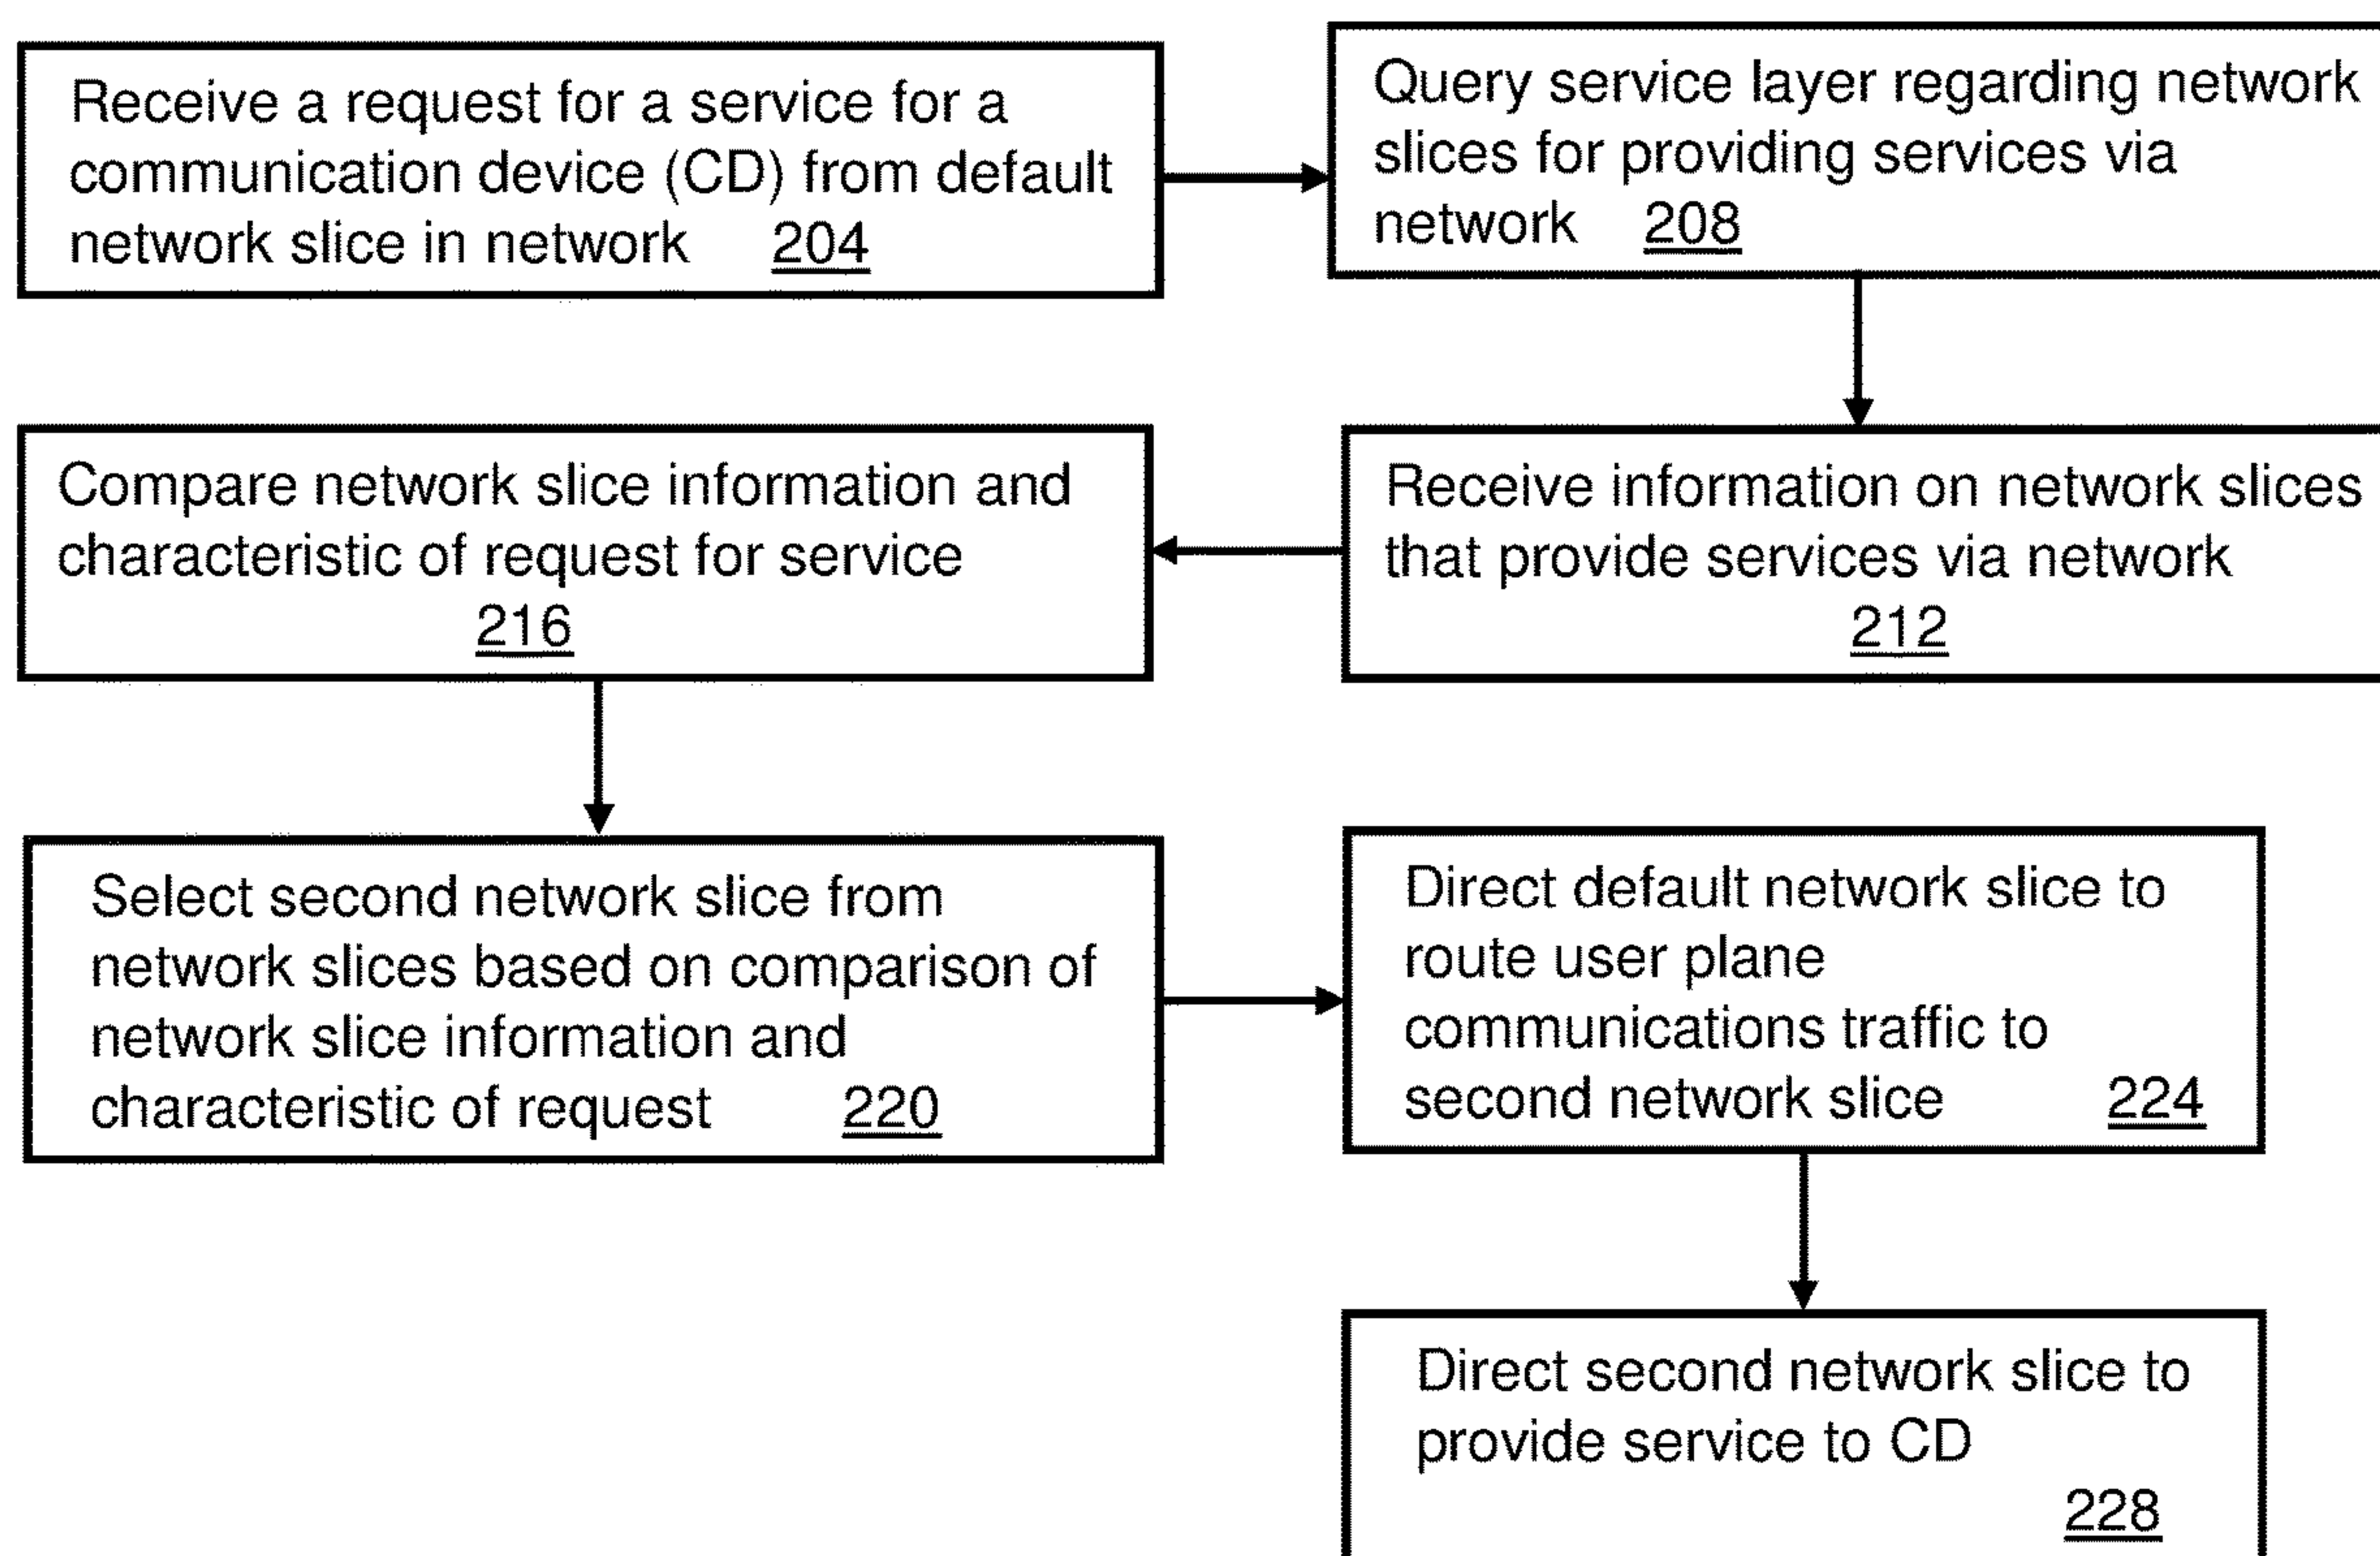 Receive a request for a service for a
communication device (CD) from default
network slice in network 204
Query service layer regarding network
slices for providing services via
network 208
Compare network slice information and
characteristic of request for service
216
Receive information on network slices
that provide services via network
212
Select second network slice from
network slices based on comparison of
network slice information and
characteristic of request 220
Direct default network slice to
route user plane
communications traffic to
second network slice 224
Direct second network slice to
provide service to CD
228